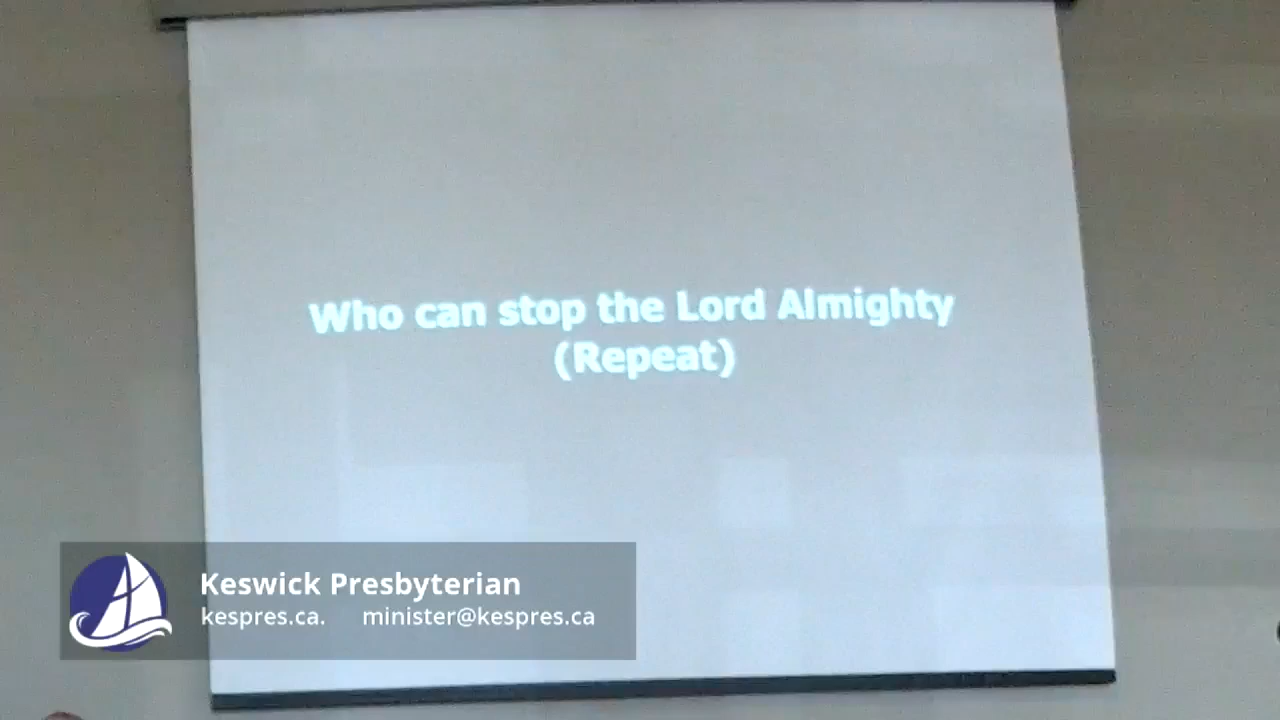 Who can stop the Lord Almighty
(Repeat)
Keswick Presbyterian
kespres.ca. minister@kespres.ca